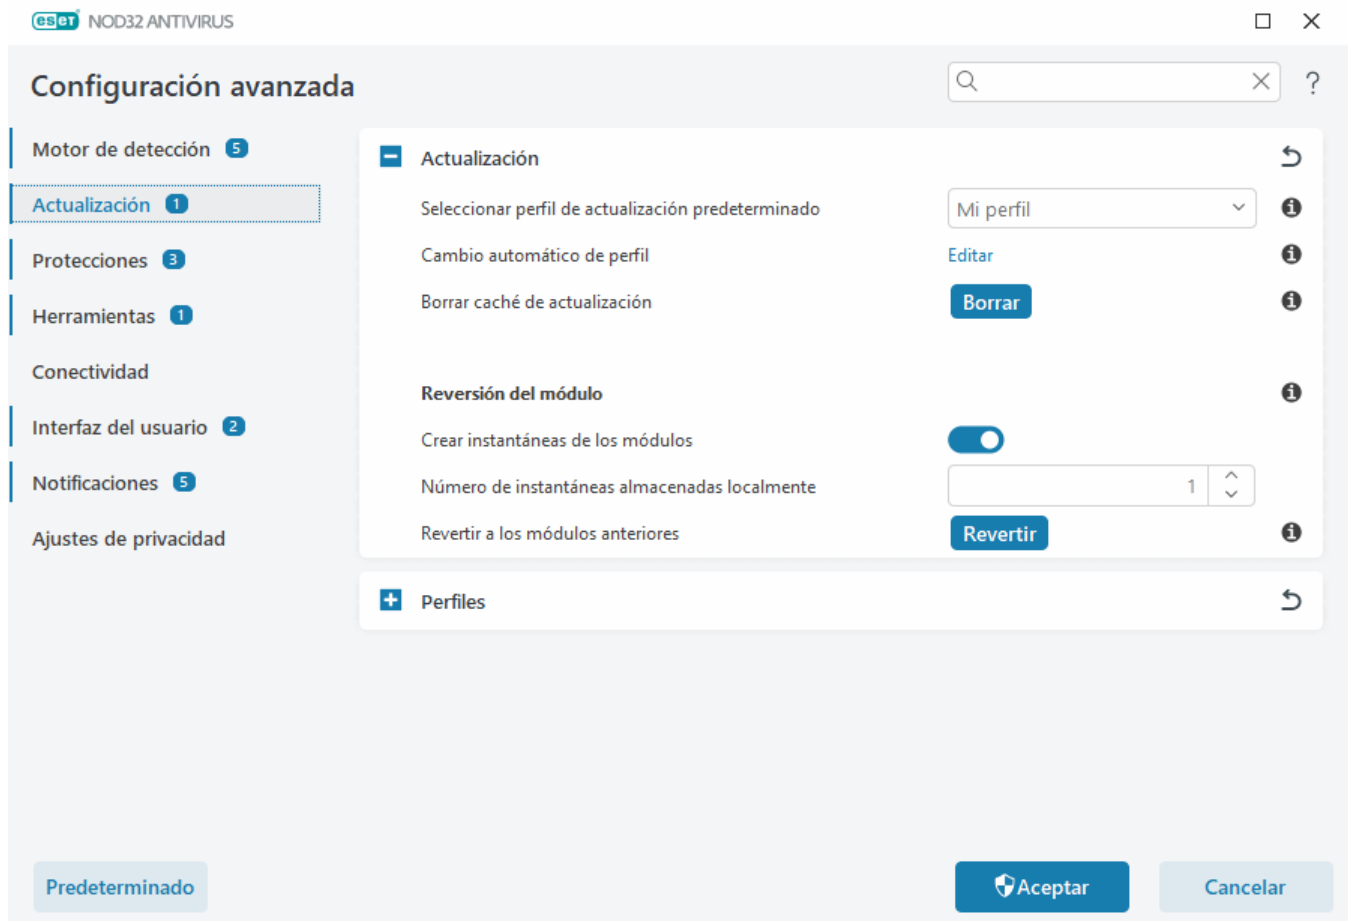 eset NOD32 ANTIVIRUS
Configuración avanzada
?
Motor de detección 5
Actualización 1
Protecciones 3
Herramientas 1
Conectividad
Interfaz del usuario 2
Notificaciones 5
Ajustes de privacidad
Actualización
Seleccionar perfil de actualización predeterminado Mi perfil
Cambio automático de perfil Editar
Borrar caché de actualización Borrar
Reversión del módulo
Crear instantáneas de los módulos
Número de instantáneas almacenadas localmente 1
Revertir a los módulos anteriores Revertir
Perfiles
Predeterminado
Aceptar
Cancelar